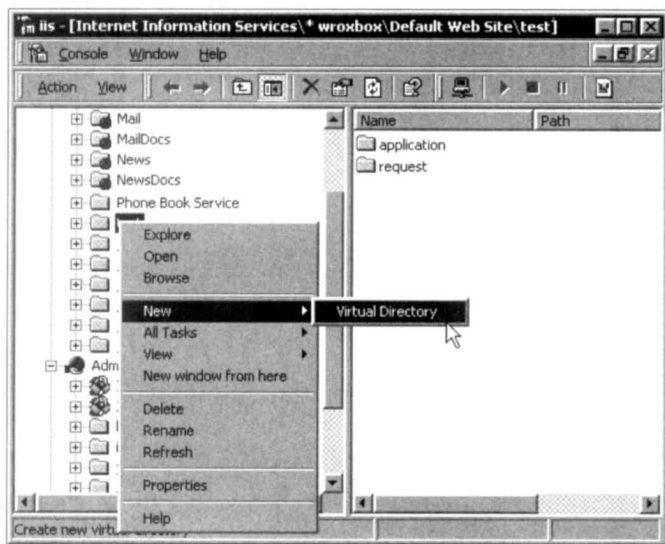 iis - [Internet Information Services\* wroxbox\Default Web Site\test]
Console Window Help
Action View
Mail
MailDocs
News
NewsDocs
Phone Book Service
Adm
Name Path
application
request
Explore
Open
Browse
New
Virtual Directory
All Tasks
View
New window from here
Delete
Rename
Refresh
Properties
Help
Create new virt